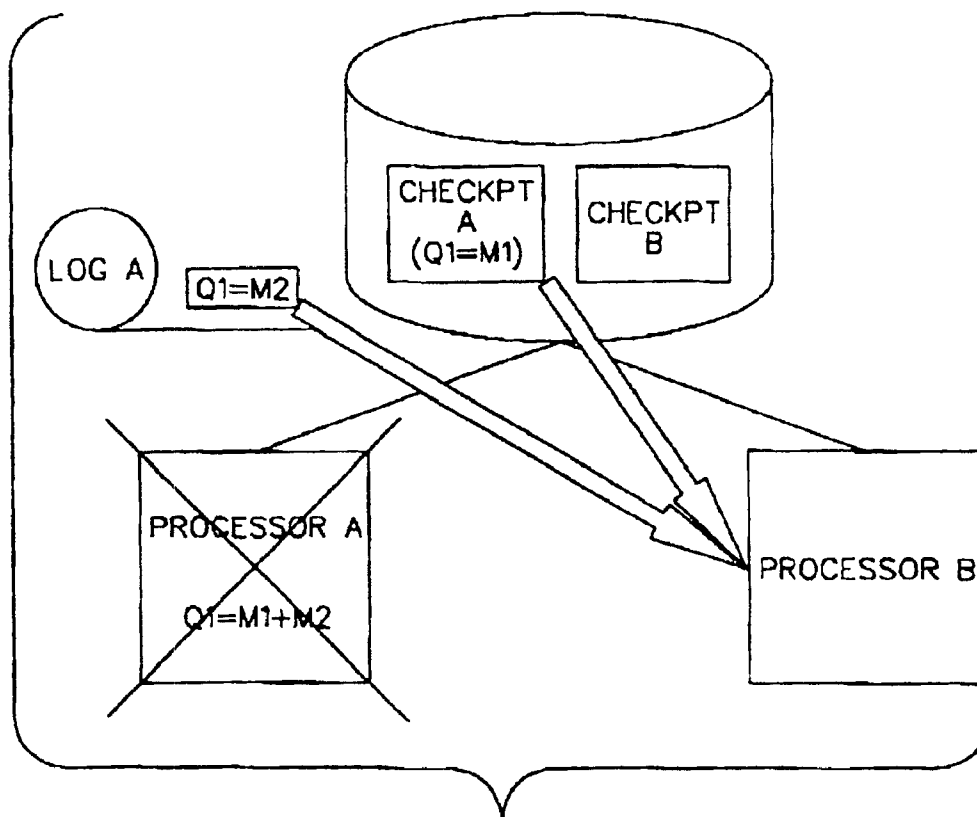 CHECKPT
A
(Q1=M1)
CHECKPT
B
LOG A
Q1=M2
PROCESSOR A
Q1=M1+M2
PROCESSOR B